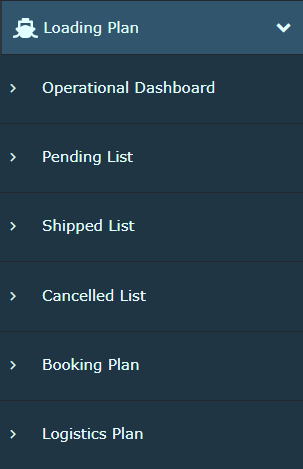 Loading Plan
Operational Dashboard
Pending List
Shipped List
Cancelled List
Booking Plan
Logistics Plan